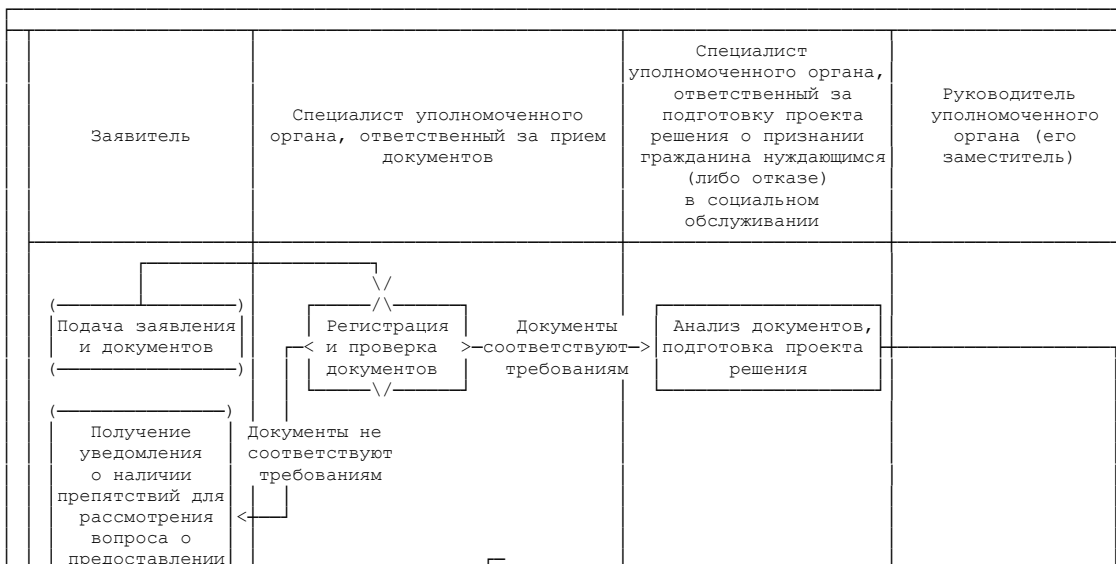 Заявитель
Специалист уполномоченного
органа, ответственный за прием
документов
Специалист
уполномоченного органа,
ответственный за
подготовку проекта
решения о признании
гражданина нуждающимся
(либо отказе)
в социальном
обслуживании
Руководитель
уполномоченного
органа (его
заместитель)
Подача заявления
и документов
Регистрация
и проверка
документов
Документы
соответствуют
требованиям
Анализ документов,
подготовка проекта
решения
Получение
уведомления
о наличии
препятствий для
рассмотрения
вопроса о
предоставлении
Документы не
соответствуют
требованиям